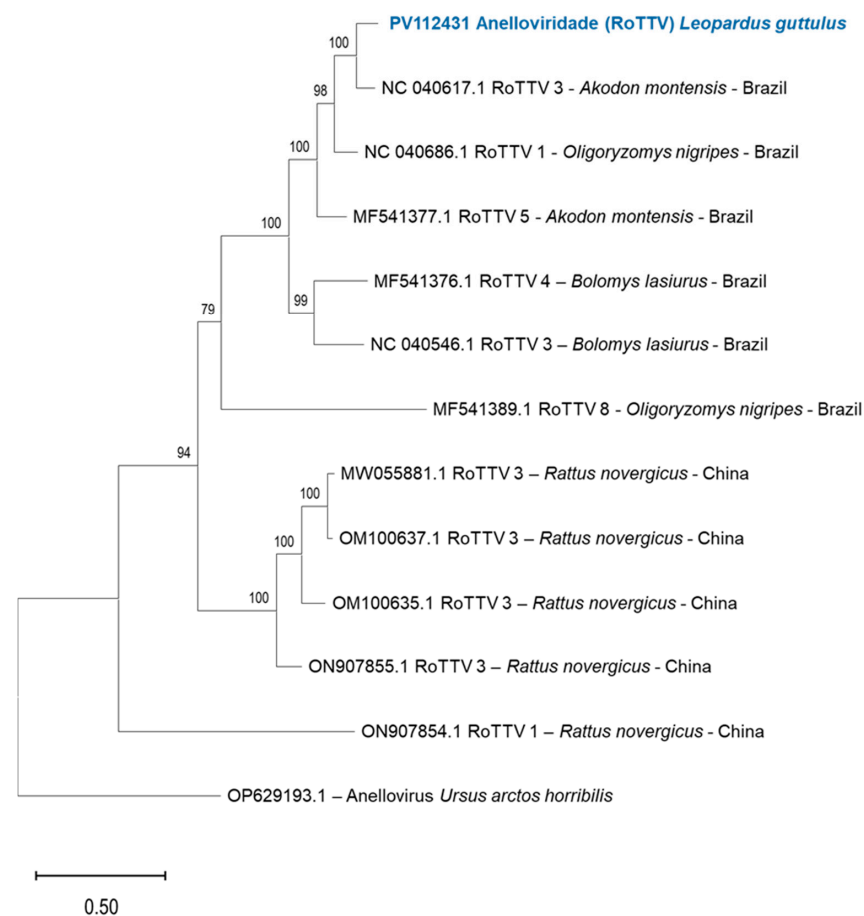 100 PV112431 Anelloviridade (RoTTV) Leopardus guttulus
98 NC 040617.1 RoTTV 3 - Akodon montensis - Brazil
100 NC 040686.1 RoTTV 1 - Oligoryzomys nigripes - Brazil
100 MF541377.1 RoTTV 5 - Akodon montensis - Brazil
MF541376.1 RoTTV 4 – Bolomys lasiurus - Brazil
79 99
NC 040546.1 RoTTV 3 – Bolomys lasiurus - Brazil
MF541389.1 RoTTV 8 - Oligoryzomys nigripes - Brazil
94
MW055881.1 RoTTV 3 – Rattus novergicus - China
100
OM100637.1 RoTTV 3 – Rattus novergicus - China
100
OM100635.1 RoTTV 3 – Rattus novergicus - China
100
ON907855.1 RoTTV 3 – Rattus novergicus - China
ON907854.1 RoTTV 1 – Rattus novergicus - China
OP629193.1 – Anellovirus Ursus arctos horribilis
0.50